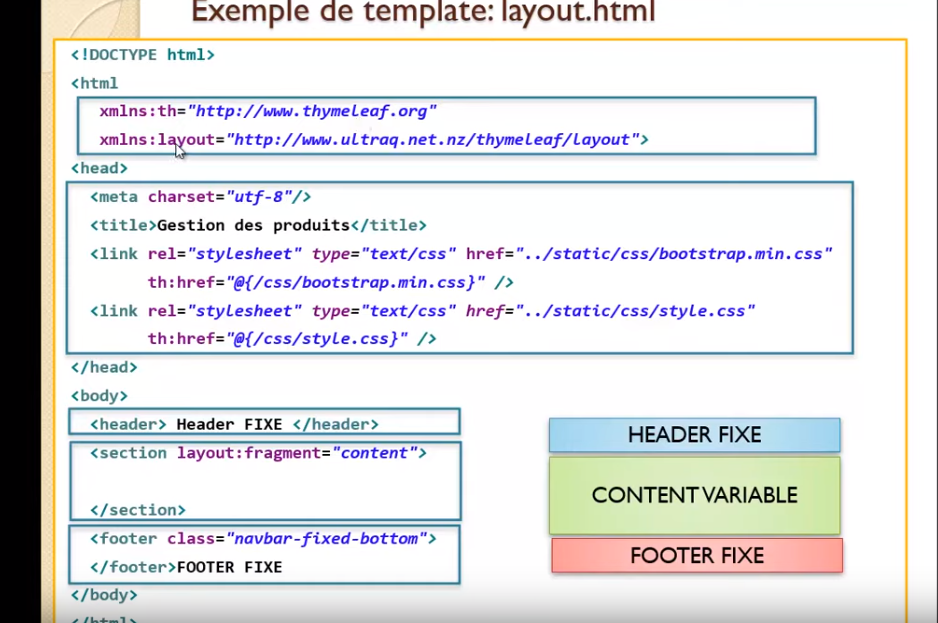 Exemple de template: layout.html
<!DOCTYPE html>
<html
xmlns:th="http://www.thymeleaf.org"
xmlns:layout="http://www.ultraq.net.nz/thymeleaf/layout">
<head>
<meta charset="utf-8"/>
<title>Gestion des produits</title>
<link rel="stylesheet" type="text/css" href="../static/css/bootstrap.min.css"
th:href="@{/css/bootstrap.min.css}" />
<link rel="stylesheet" type="text/css" href="../static/css/style.css"
th:href="@{/css/style.css}" />
</head>
<body>
<header> Header FIXE </header>
<section layout:fragment="content">
</section>
<footer class="navbar-fixed-bottom">
</footer>FOOTER FIXE
</body>
</html>
HEADER FIXE
CONTENT VARIABLE
FOOTER FIXE